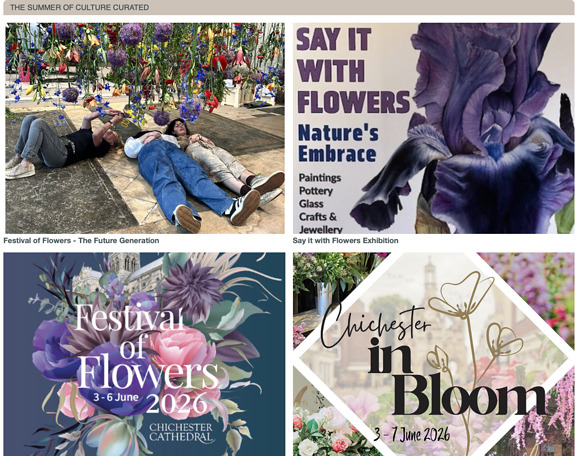 THE SUMMER OF CULTURE CURATED
SAY IT
WITH
FLOWERS
Nature's
Embrace
Paintings
Pottery
Glass
Crafts &
Jewellery
Festival of Flowers - The Future Generation
Say it with Flowers Exhibition
Festival
of
Flowers
3-6 June 2026
CHICHESTER
CATHEDRAL
Chichester
in
Bloom
3 - 7 June 2026